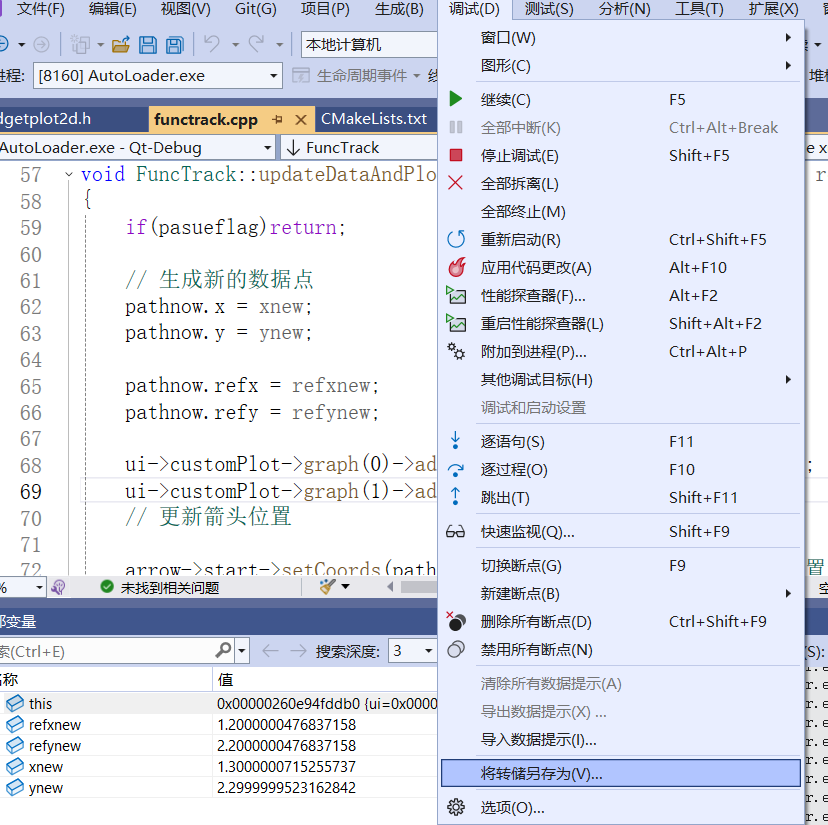 文件(F) 编辑(E) 视图(V) Git(G) 项目(P) 生成(B) 调试(D) 测试(S) 分析(N) 工具(T) 扩展(X)
本地计算机
进程: [8160] AutoLoader.exe 生命周期事件
dgetplot2d.h functrack.cpp CMakeLists.txt
AutoLoader.exe - Qt-Debug FuncTrack
57 void FuncTrack::updateDataAndPlo
58 {
59 if(pasueflag)return;
60
61 // 生成新的数据点
62 pathnow.x = xnew;
63 pathnow.y = ynew;
64
65 pathnow.refx = refxnew;
66 pathnow.refy = refynew;
67
68 ui->customPlot->graph(0)->ad
69 ui->customPlot->graph(1)->ad
70 // 更新箭头位置
71
72 arrow->start->setCoords(path
% 未找到相关问题
部变量
索(Ctrl+E) 搜索深度: 3
名称 值
this 0x00000260e94fddb0 {ui=0x0000
refxnew 1.2000000476837158
refynew 2.2000000476837158
xnew 1.3000000715255737
ynew 2.2999999523162842
窗口(W)
图形(C)
继续(C) F5
全部中断(K) Ctrl+Alt+Break
停止调试(E) Shift+F5
全部拆离(L)
全部终止(M)
重新启动(R) Ctrl+Shift+F5
应用代码更改(A) Alt+F10
性能探查器(F)... Alt+F2
重启性能探查器(L) Shift+Alt+F2
附加到进程(P)... Ctrl+Alt+P
其他调试目标(H)
调试和启动设置
逐语句(S) F11
逐过程(O) F10
跳出(T) Shift+F11
快速监视(Q)... Shift+F9
切换断点(G) F9
新建断点(B)
删除所有断点(D) Ctrl+Shift+F9
禁用所有断点(N)
清除所有数据提示(A)
导出数据提示(X) ...
导入数据提示(I)...
将转储另存为(V)...
选项(O)...